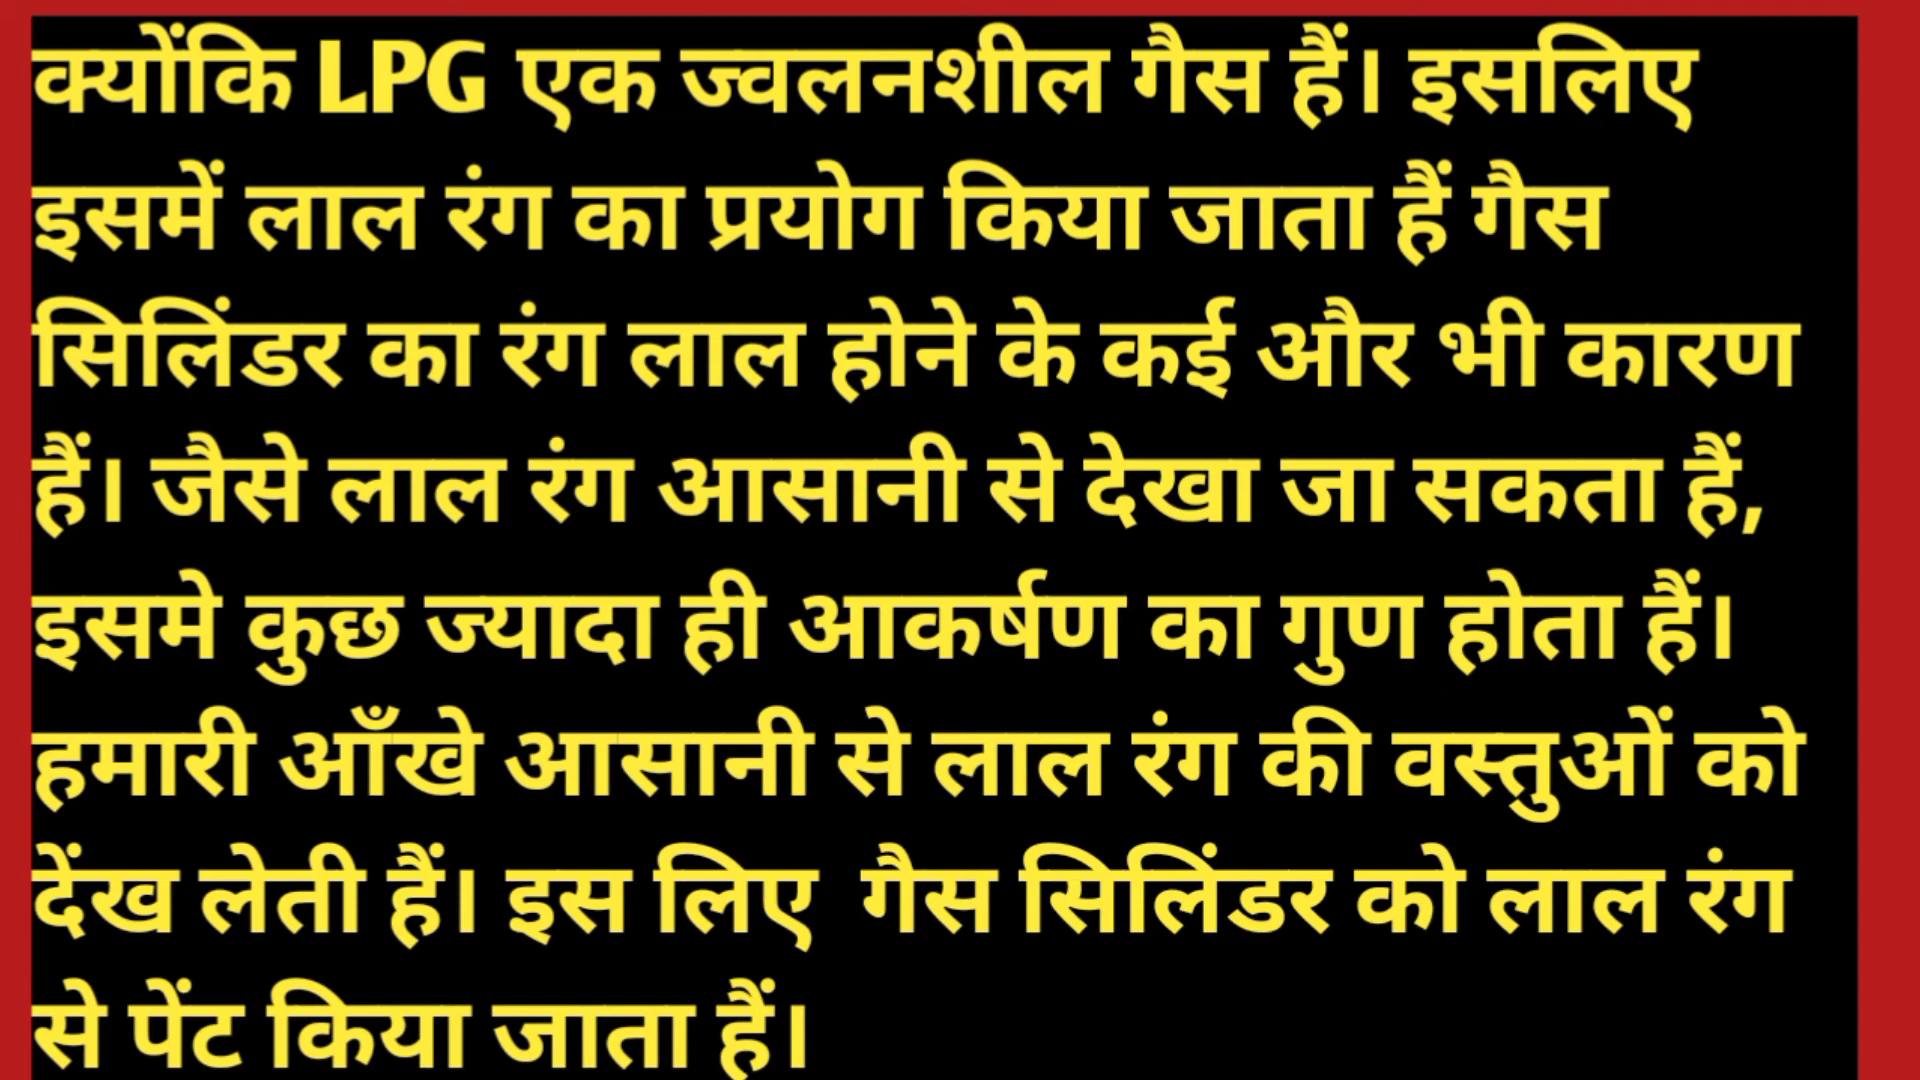 क्योंकि LPG एक ज्वलनशील गैस हैं। इसलिए
इसमें लाल रंग का प्रयोग किया जाता हैं गैस
सिलिंडर का रंग लाल होने के कई और भी कारण
हैं। जैसे लाल रंग आसानी से देखा जा सकता हैं,
इसमे कुछ ज्यादा ही आकर्षण का गुण होता हैं।
हमारी आँखे आसानी से लाल रंग की वस्तुओं को
देंख लेती हैं। इस लिए  गैस सिलिंडर को लाल रंग
से पेंट किया जाता हैं।